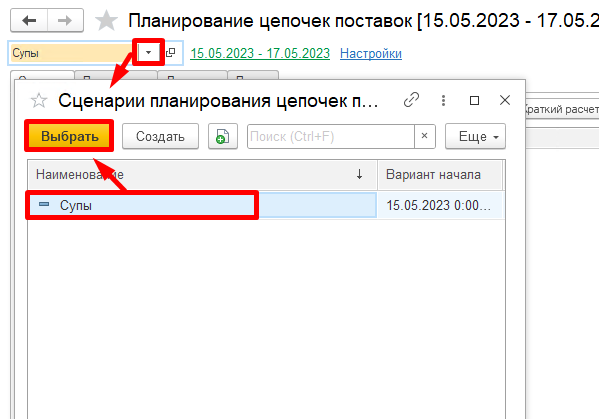 Планирование цепочек поставок [15.05.2023 - 17.05.2
Супы 15.05.2023 - 17.05.2023 Настройки
Сценарии планирования цепочек п...
Краткий расчет
Выбрать Создать Поиск (Ctrl+F) × Еще
Наименование ↓ Вариант начала
Супы 15.05.2023 0:00...